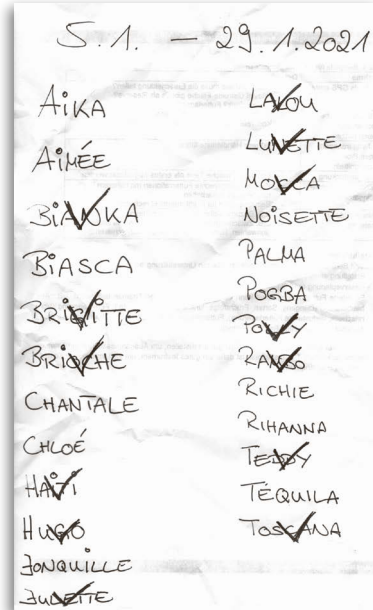 5.1. — 29.1.2021
AiKA
AiMÉE
BiANKA
BiASCA
BRiGiTTE
BRiOCHE
CHANTALE
CHLOÉ
HAÏTi
HUGO
JONQUiLLE
JULiETTE
LALOU
LUNETTE
MOSCA
NOiSETTE
PALMA
POGBA
POLLY
RAMBO
RiCHiE
RiHANNA
TEDDY
TÉQUiLA
TOSCANA